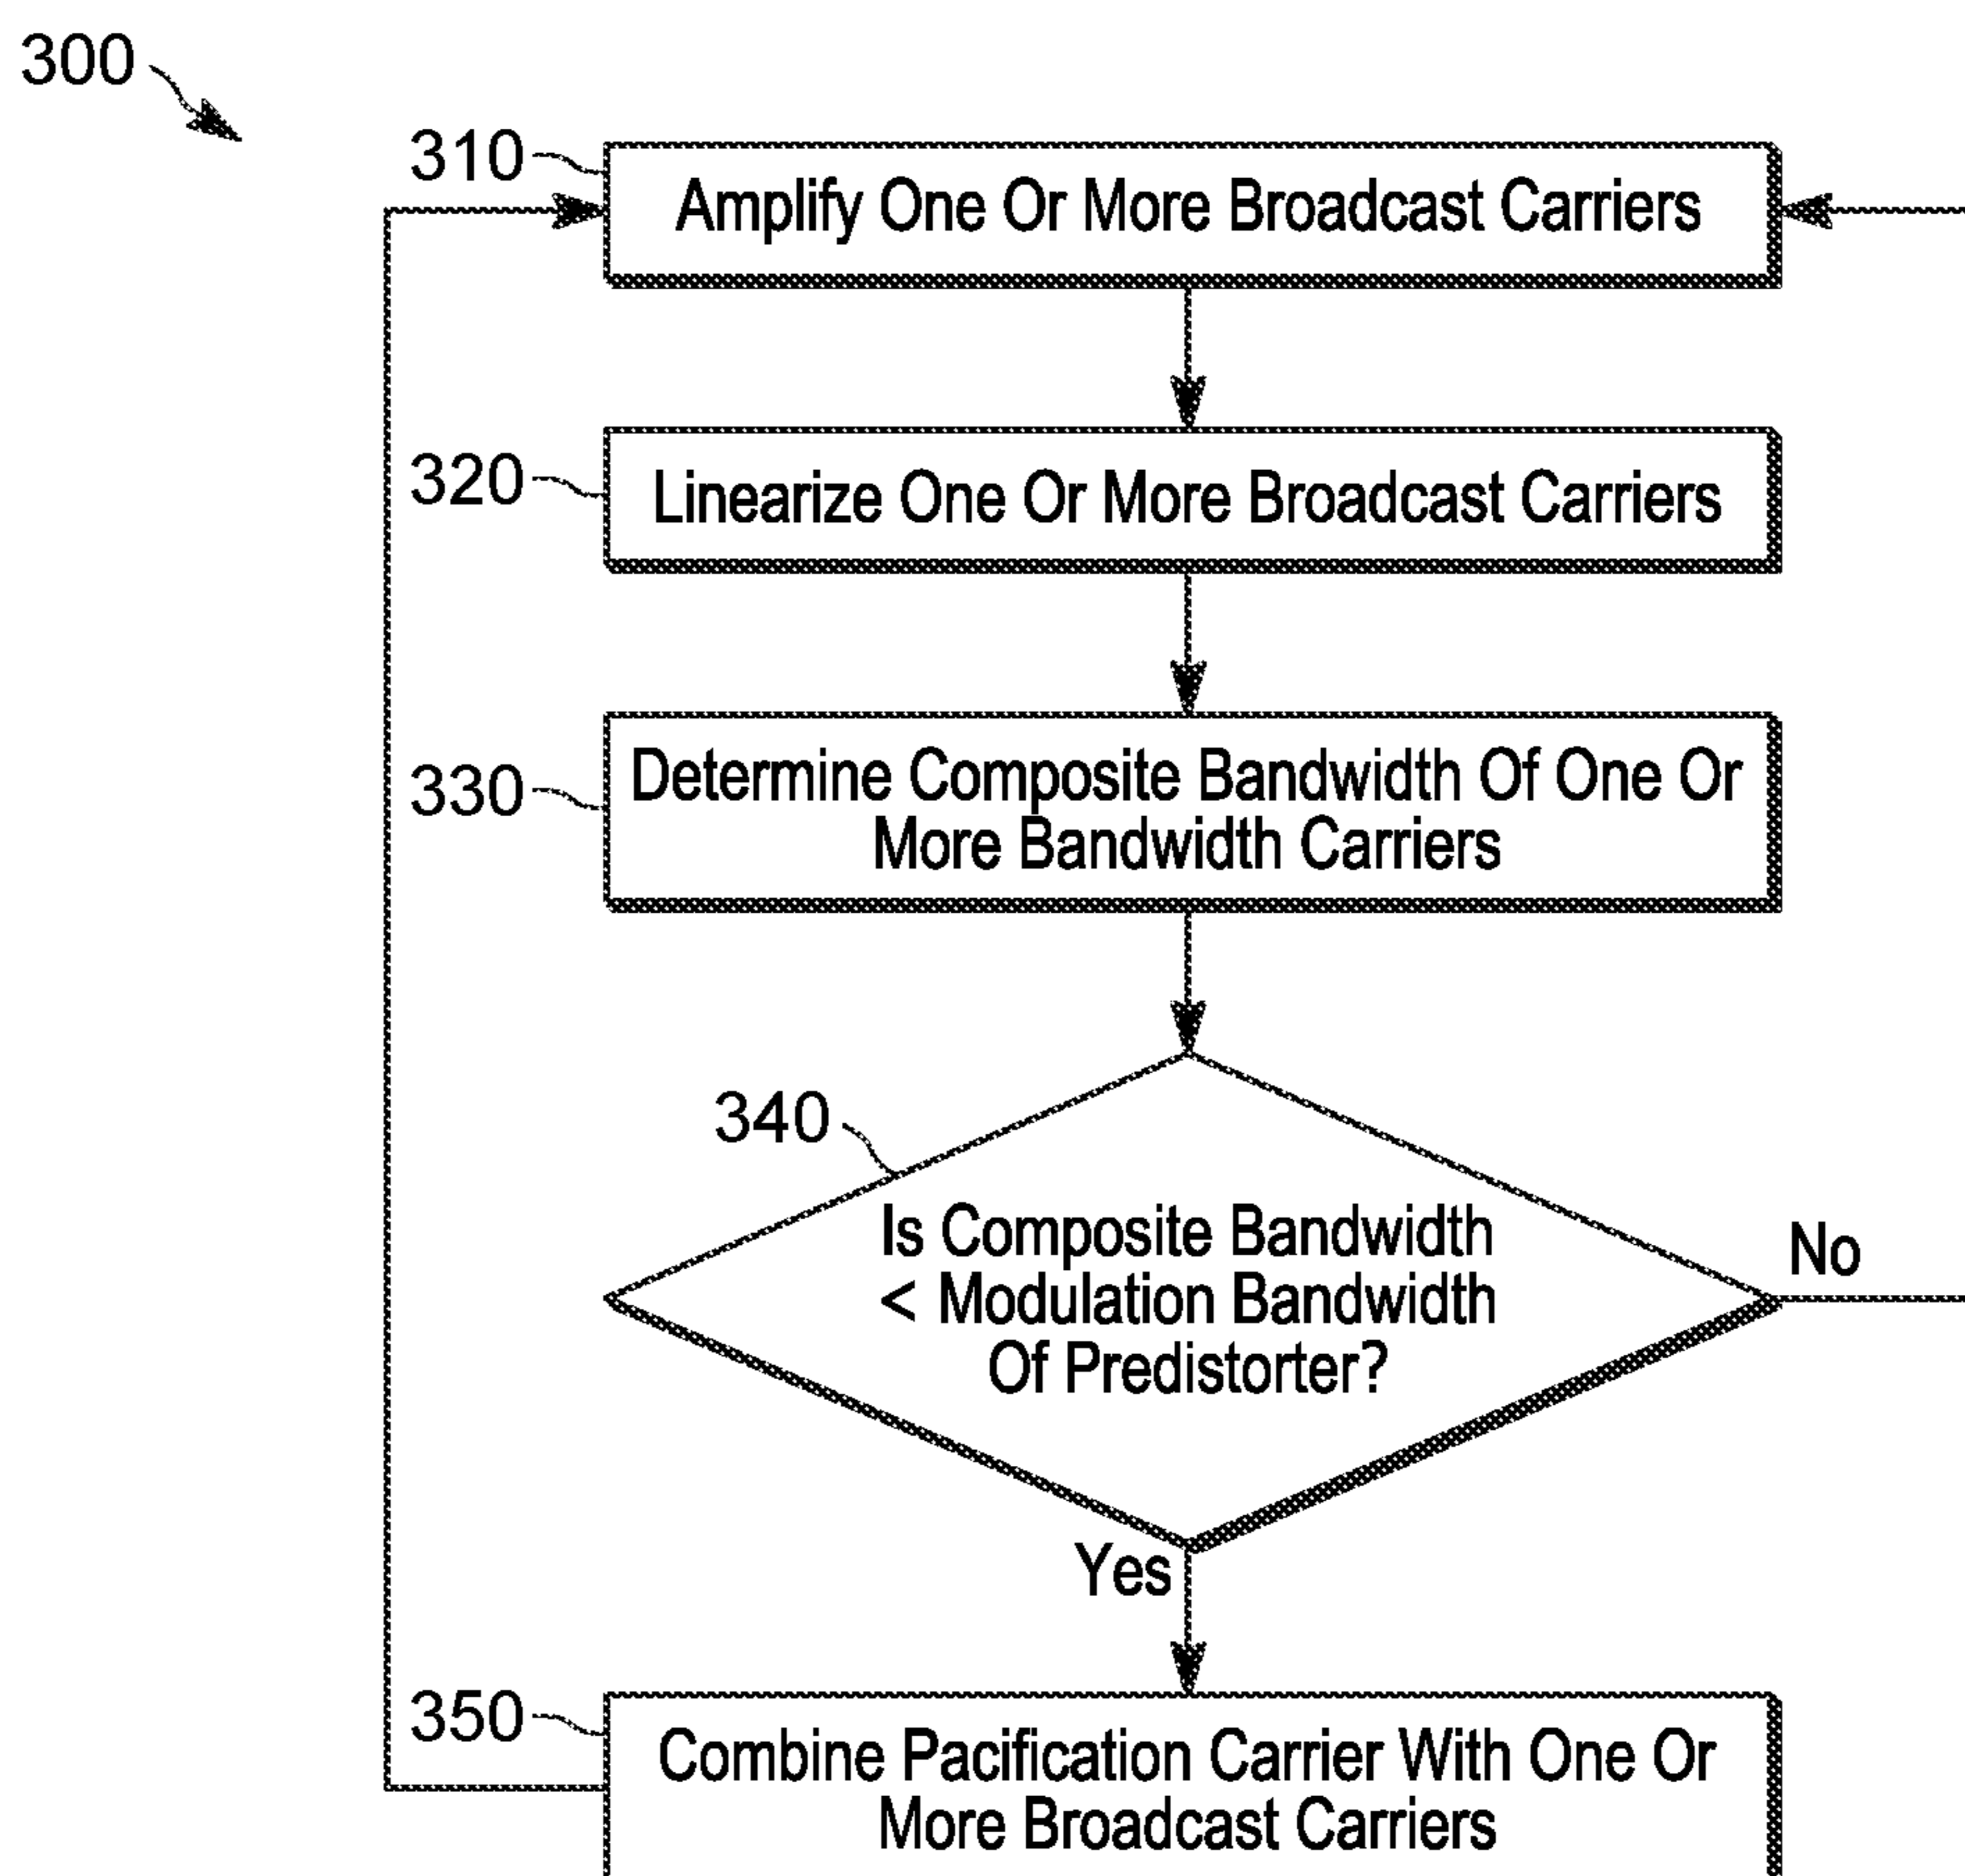 300
310
Amplify One Or More Broadcast Carriers
320
Linearize One Or More Broadcast Carriers
330
Determine Composite Bandwidth Of One Or
More Bandwidth Carriers
340
Is Composite Bandwidth
< Modulation Bandwidth
Of Predistorter?
No
Yes
350
Combine Pacification Carrier With One Or
More Broadcast Carriers